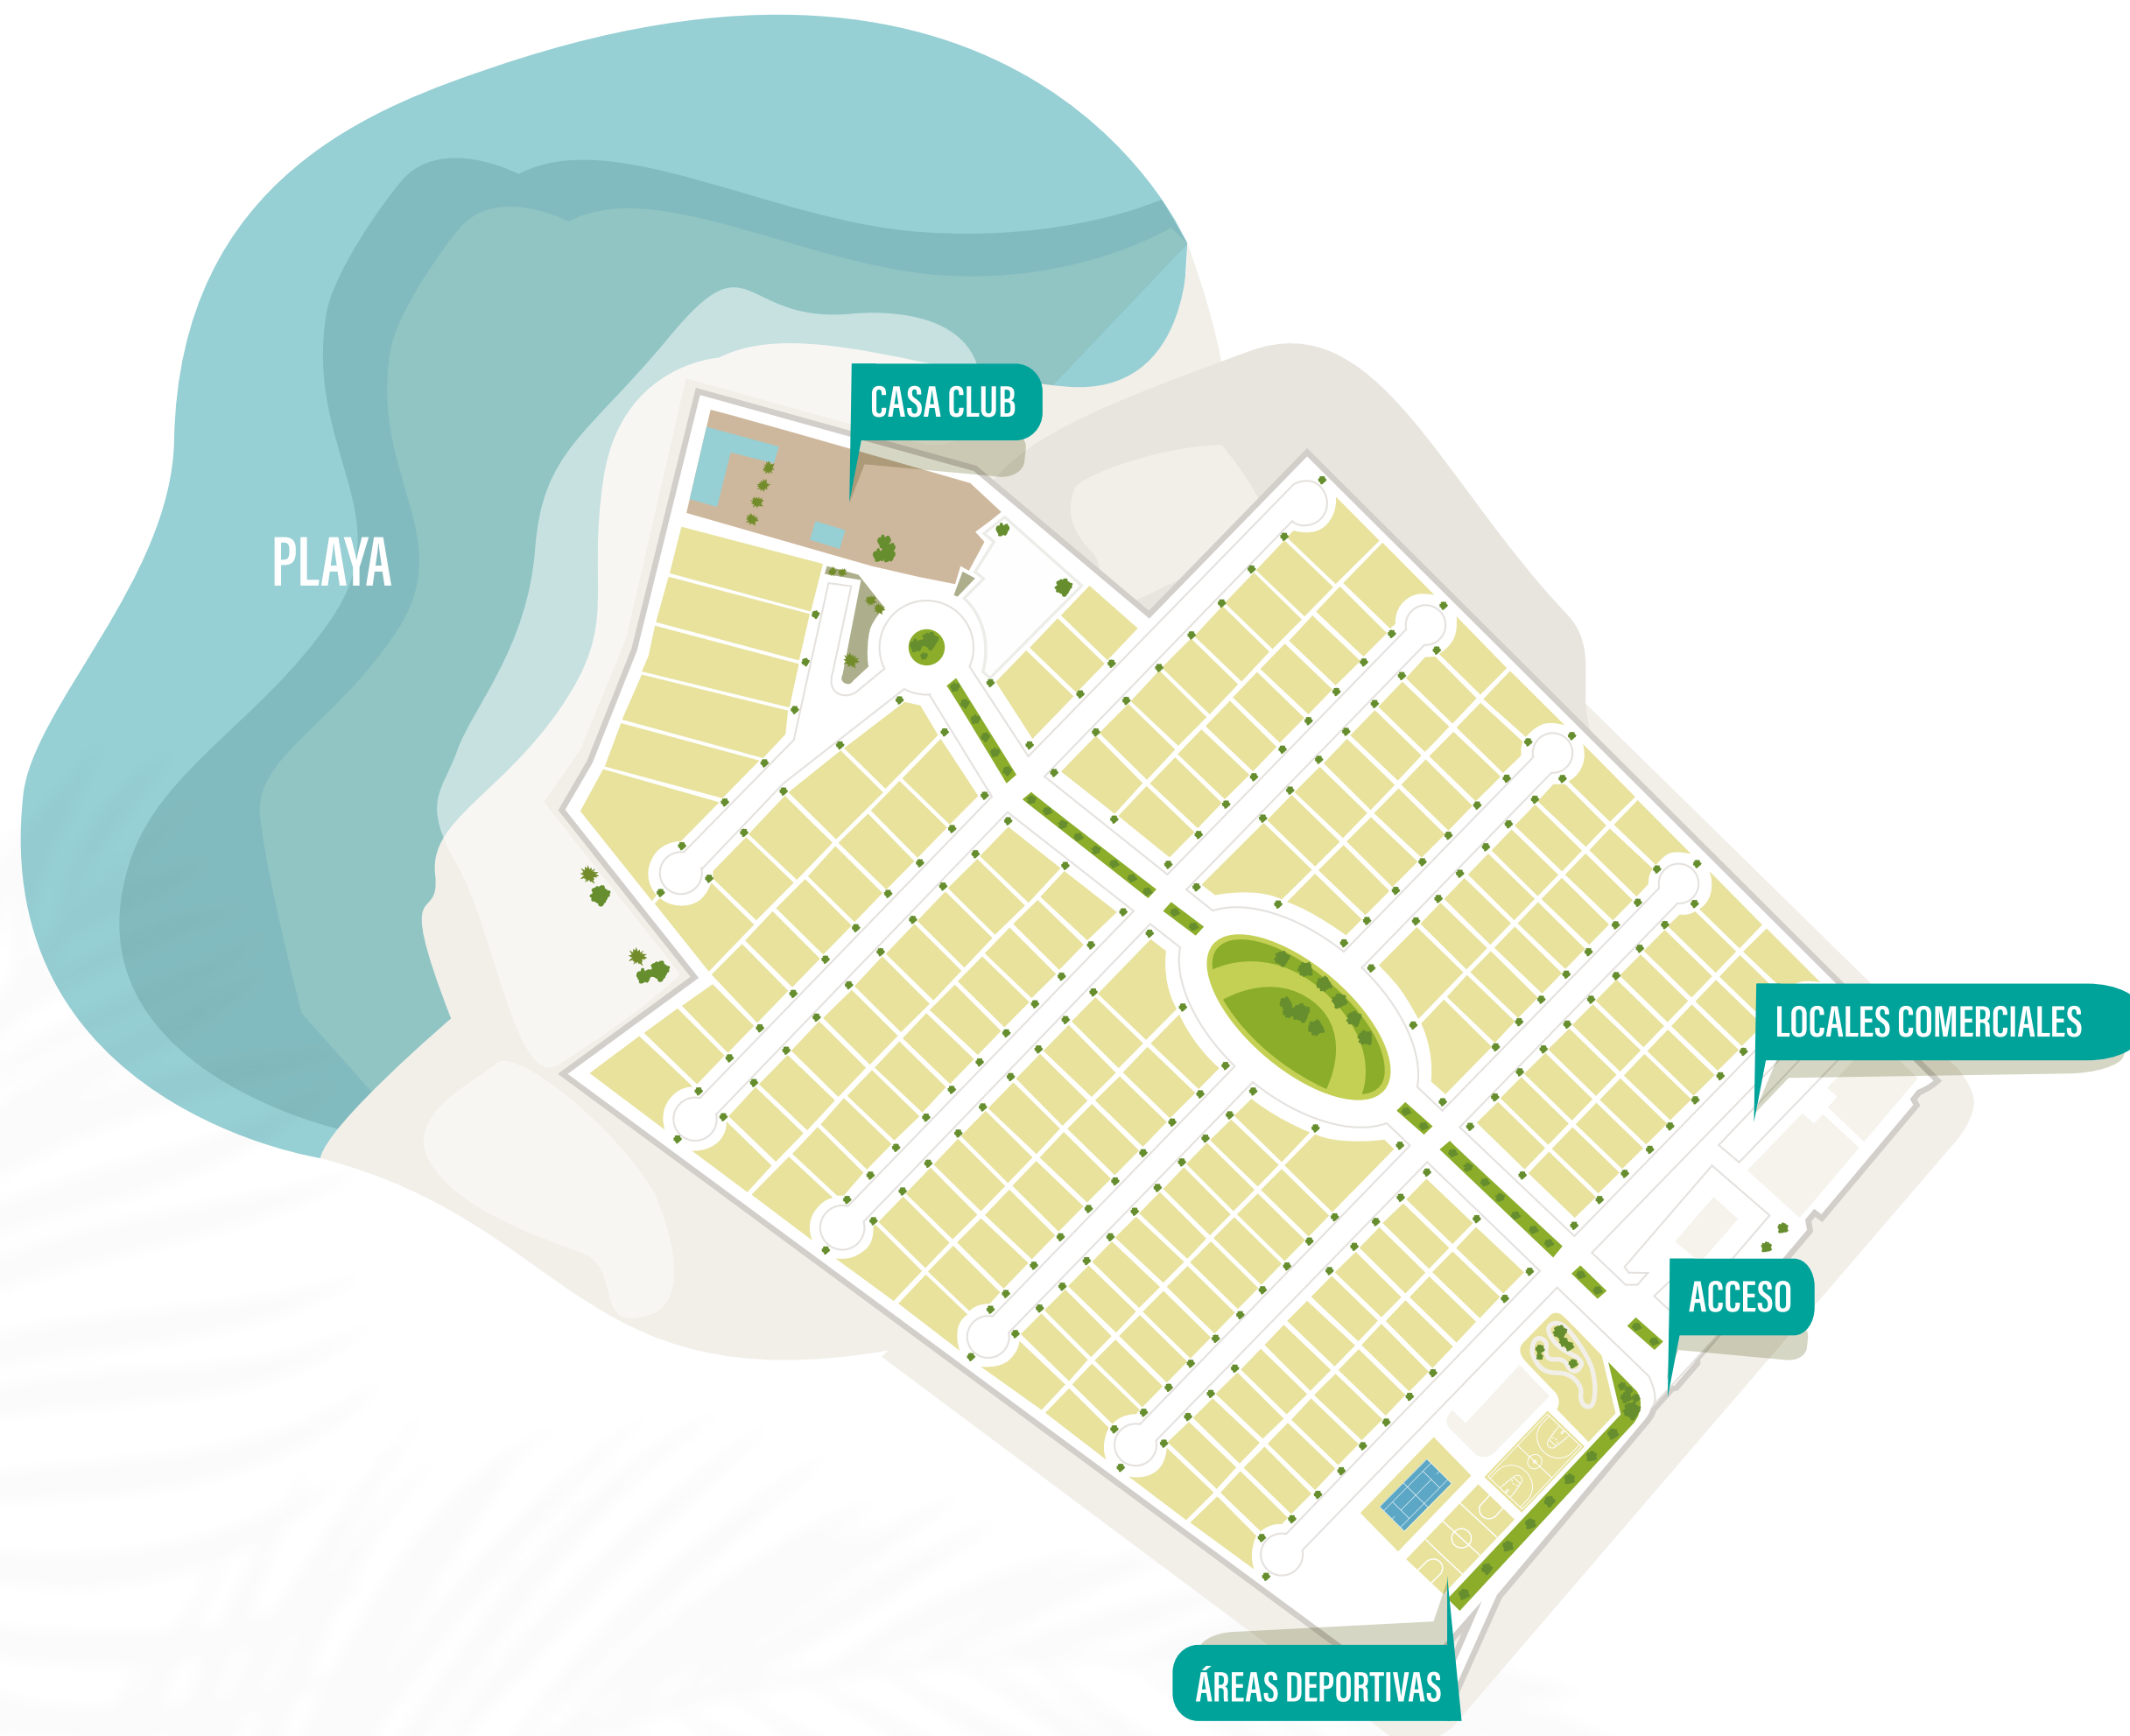 CASA CLUB
PLAYA
LOCALES COMERCIALES
ACCESO
ÁREAS DEPORTIVAS